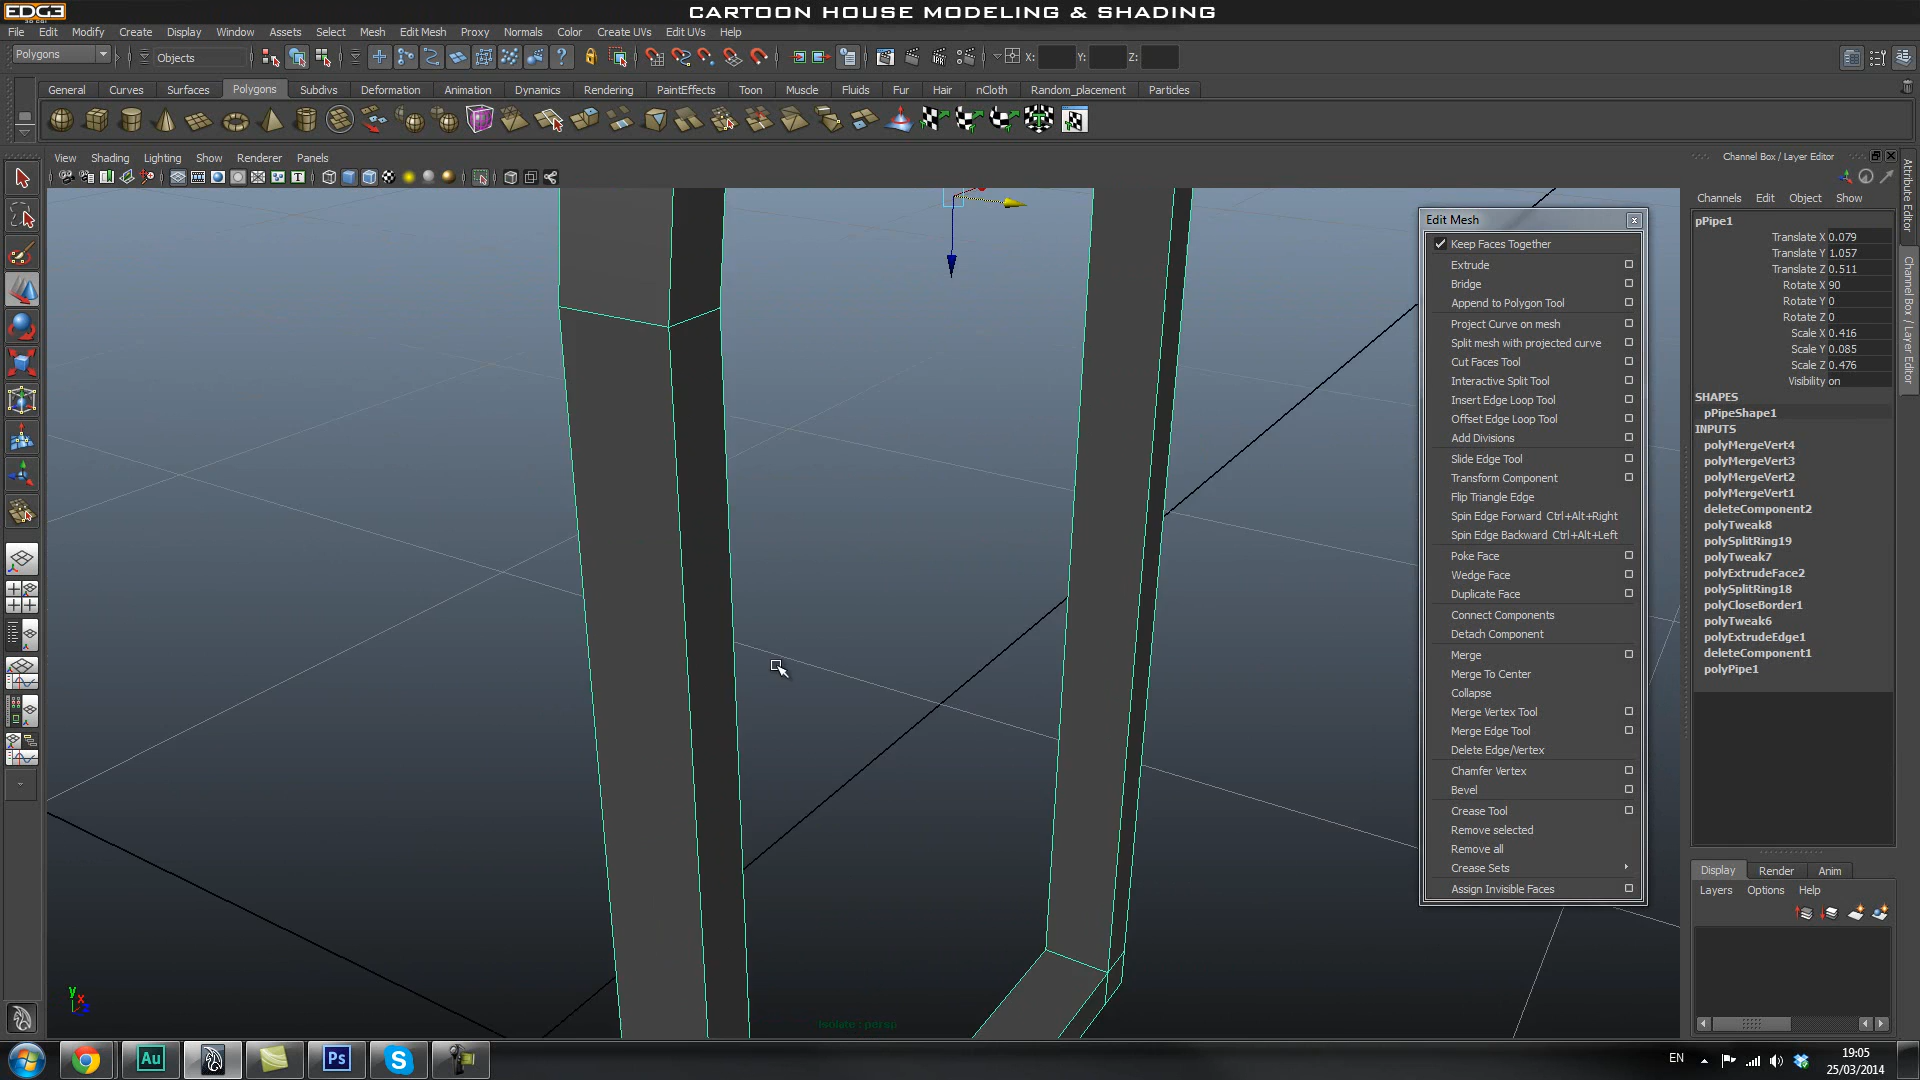 EDGE
3D CGI
CARTOON HOUSE MODELING & SHADING
File Edit Modify Create Display Window Assets Select Mesh Edit Mesh Proxy Normals Color Create UVs Edit UVs Help
Polygons Objects X: Y: Z:
General Curves Surfaces Polygons Subdivs Deformation Animation Dynamics Rendering PaintEffects Toon Muscle Fluids Fur Hair nCloth Random_placement Particles
View Shading Lighting Show Renderer Panels
Channel Box / Layer Editor
Channels Edit Object Show
pPipe1
Translate X 0.079
Translate Y 1.057
Translate Z 0.511
Rotate X 90
Rotate Y 0
Rotate Z 0
Scale X 0.416
Scale Y 0.085
Scale Z 0.476
Visibility on
SHAPES
pPipeShape1
INPUTS
polyMergeVert4
polyMergeVert3
polyMergeVert2
polyMergeVert1
deleteComponent2
polyTweak8
polySplitRing19
polyTweak7
polyExtrudeFace2
polySplitRing18
polyCloseBorder1
polyTweak6
polyExtrudeEdge1
deleteComponent1
polyPipe1
Attribute Editor
Channel Box / Layer Editor
Edit Mesh
Keep Faces Together
Extrude
Bridge
Append to Polygon Tool
Project Curve on mesh
Split mesh with projected curve
Cut Faces Tool
Interactive Split Tool
Insert Edge Loop Tool
Offset Edge Loop Tool
Add Divisions
Slide Edge Tool
Transform Component
Flip Triangle Edge
Spin Edge Forward Ctrl+Alt+Right
Spin Edge Backward Ctrl+Alt+Left
Poke Face
Wedge Face
Duplicate Face
Connect Components
Detach Component
Merge
Merge To Center
Collapse
Merge Vertex Tool
Merge Edge Tool
Delete Edge/Vertex
Chamfer Vertex
Bevel
Crease Tool
Remove selected
Remove all
Crease Sets
Assign Invisible Faces
Display Render Anim
Layers Options Help
y
x
z
Isolate : persp
Au
Ps
EN
19:05
25/03/2014